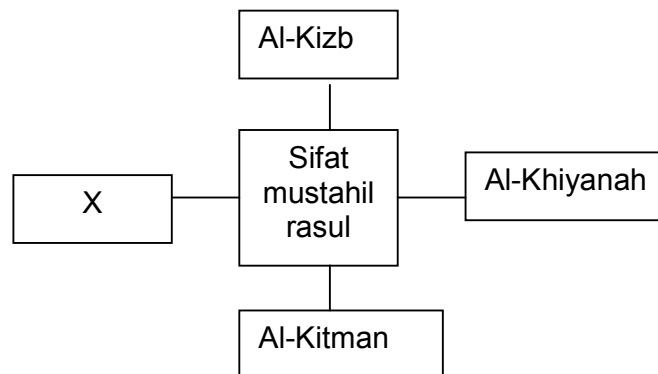 Al-Kizb
Sifat
mustahil
rasul
Al-Khiyanah
X
Al-Kitman